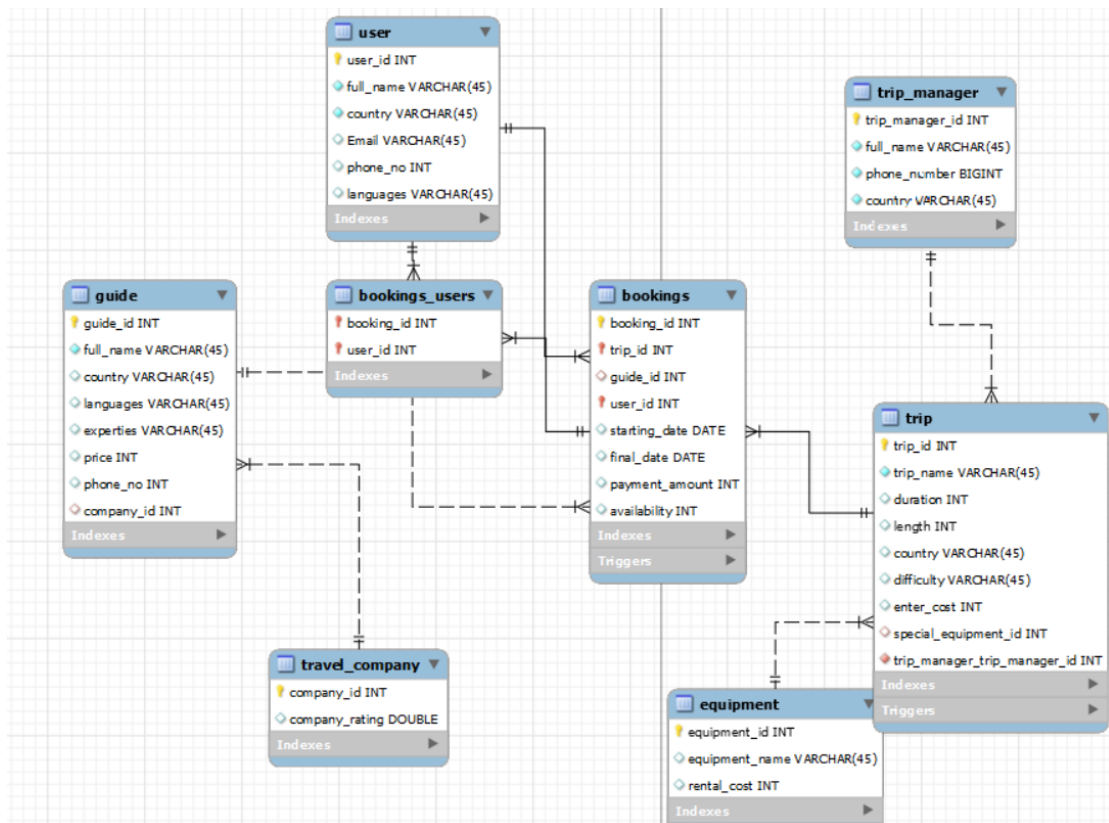 user
user_id INT
full_name VARCHAR(45)
country VARCHAR(45)
Email VARCHAR(45)
phone_no INT
languages VARCHAR(45)
Indexes
trip_manager
trip_manager_id INT
full_name VARCHAR(45)
phone_number BIGINT
country VARCHAR(45)
Indexes
guide
guide_id INT
full_name VARCHAR(45)
country VARCHAR(45)
languages VARCHAR(45)
experties VARCHAR(45)
price INT
phone_no INT
company_id INT
Indexes
bookings_users
booking_id INT
user_id INT
Indexes
bookings
booking_id INT
trip_id INT
guide_id INT
user_id INT
starting_date DATE
final_date DATE
payment_amount INT
availability INT
Indexes
Triggers
trip
trip_id INT
trip_name VARCHAR(45)
duration INT
length INT
country VARCHAR(45)
difficulty VARCHAR(45)
enter_cost INT
special_equipment_id INT
trip_manager_trip_manager_id INT
Indexes
Triggers
travel_company
company_id INT
company_rating DOUBLE
Indexes
equipment
equipment_id INT
equipment_name VARCHAR(45)
rental_cost INT
Indexes